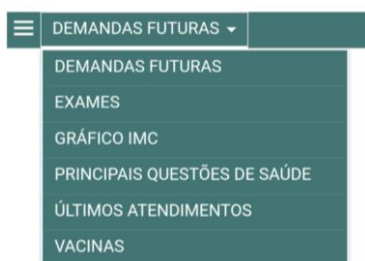 DEMANDAS FUTURAS
DEMANDAS FUTURAS
EXAMES
GRÁFICO IMC
PRINCIPAIS QUESTÕES DE SAÚDE
ÚLTIMOS ATENDIMENTOS
VACINAS